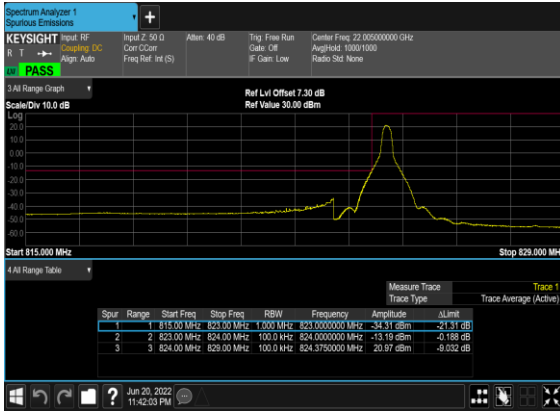 Spectrum Analyzer 1
Spurious Emissions
KEYSIGHT Input: RF Input Z: 50 Ω Atten: 40 dB Trig: Free Run Center Freq: 22.005000000 GHz
R T Coupling: DC Corr CCorr Gate: Off Avg|Hold: 1000/1000
Align: Auto Freq Ref: Int (S) IF Gain: Low Radio Std: None
PASS
3 All Range Graph Ref Lvl Offset 7.30 dB
Scale/Div 10.0 dB Ref Value 30.00 dBm
Log
20.0
10.0
0.00
-10.0
-20.0
-30.0
-40.0
-50.0
-60.0
Start 815.000 MHz Stop 829.000 MH
4 All Range Table
Measure Trace Trace 1
Trace Type Trace Average (Active)
Spur Range Start Freq Stop Freq RBW Frequency Amplitude ΔLimit
1 1 815.00 MHz 823.00 MHz 1.000 MHz 823.0000000 MHz -34.31 dBm -21.31 dB
2 2 823.00 MHz 824.00 MHz 100.0 kHz 824.0000000 MHz -13.19 dBm -0.188 dB
3 3 824.00 MHz 829.00 MHz 100.0 kHz 824.3750000 MHz 20.97 dBm -9.032 dB
? Jun 20, 2022
11:42:03 PM